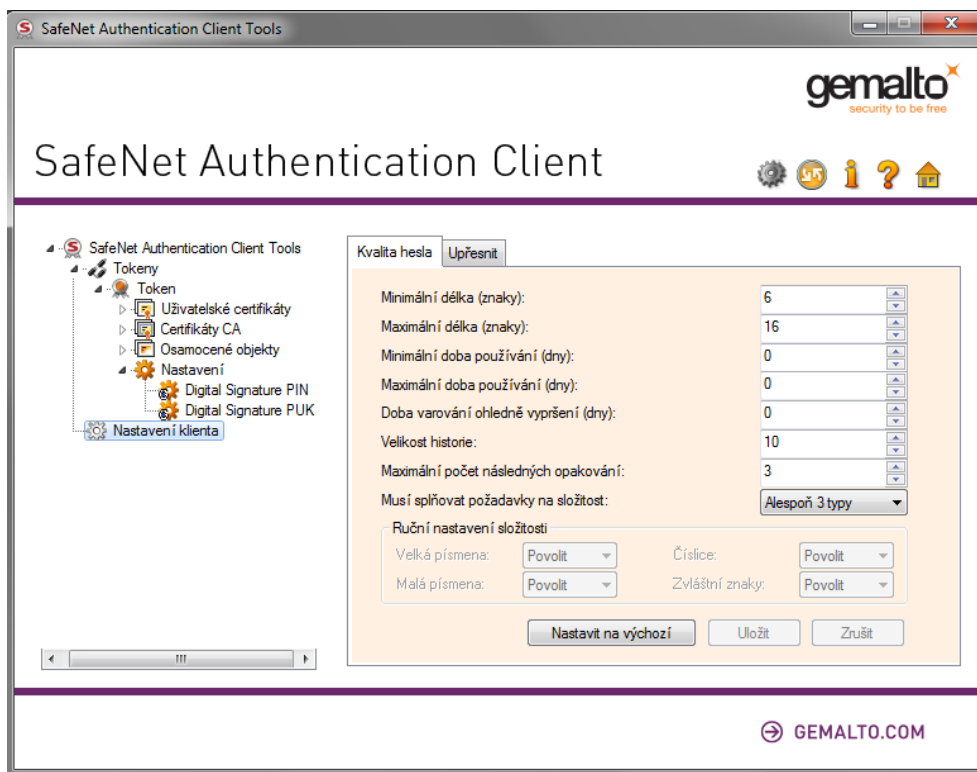 SafeNet Authentication Client Tools
gemalto
security to be free
SafeNet Authentication Client
SafeNet Authentication Client Tools
Tokeny
Token
Uživatelské certifikáty
Certifikáty CA
Osamocené objekty
Nastavení
Digital Signature PIN
Digital Signature PUK
Nastavení klienta
Kvalita hesla Upřesnit
Minimální délka (znaky): 6
Maximální délka (znaky): 16
Minimální doba používání (dny): 0
Maximální doba používání (dny): 0
Doba varování ohledně vypršení (dny): 0
Velikost historie: 10
Maximální počet následných opakování: 3
Musí splňovat požadavky na složitost: Alespoň 3 typy
Ruční nastavení složitosti
Velká písmena: Povolit Číslice: Povolit
Malá písmena: Povolit Zvláštní znaky: Povolit
Nastavit na výchozí Uložit Zrušit
GEMALTO.COM